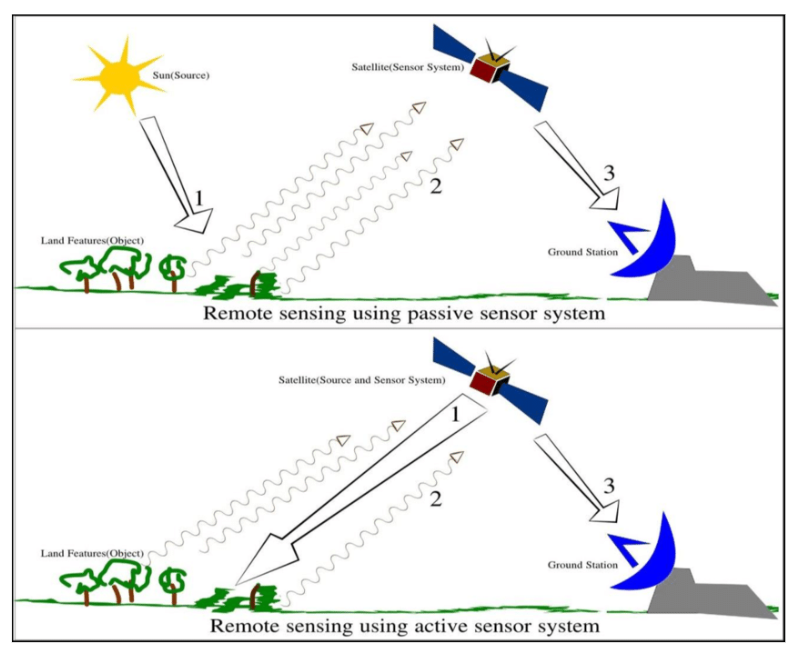 Sun(Source)
Satellite(Sensor System)
1
2
3
Land Features(Object)
Ground Station
Remote sensing using passive sensor system
Satellite(Source and Sensor System)
1
2
3
Land Features(Object)
Ground Station
Remote sensing using active sensor system